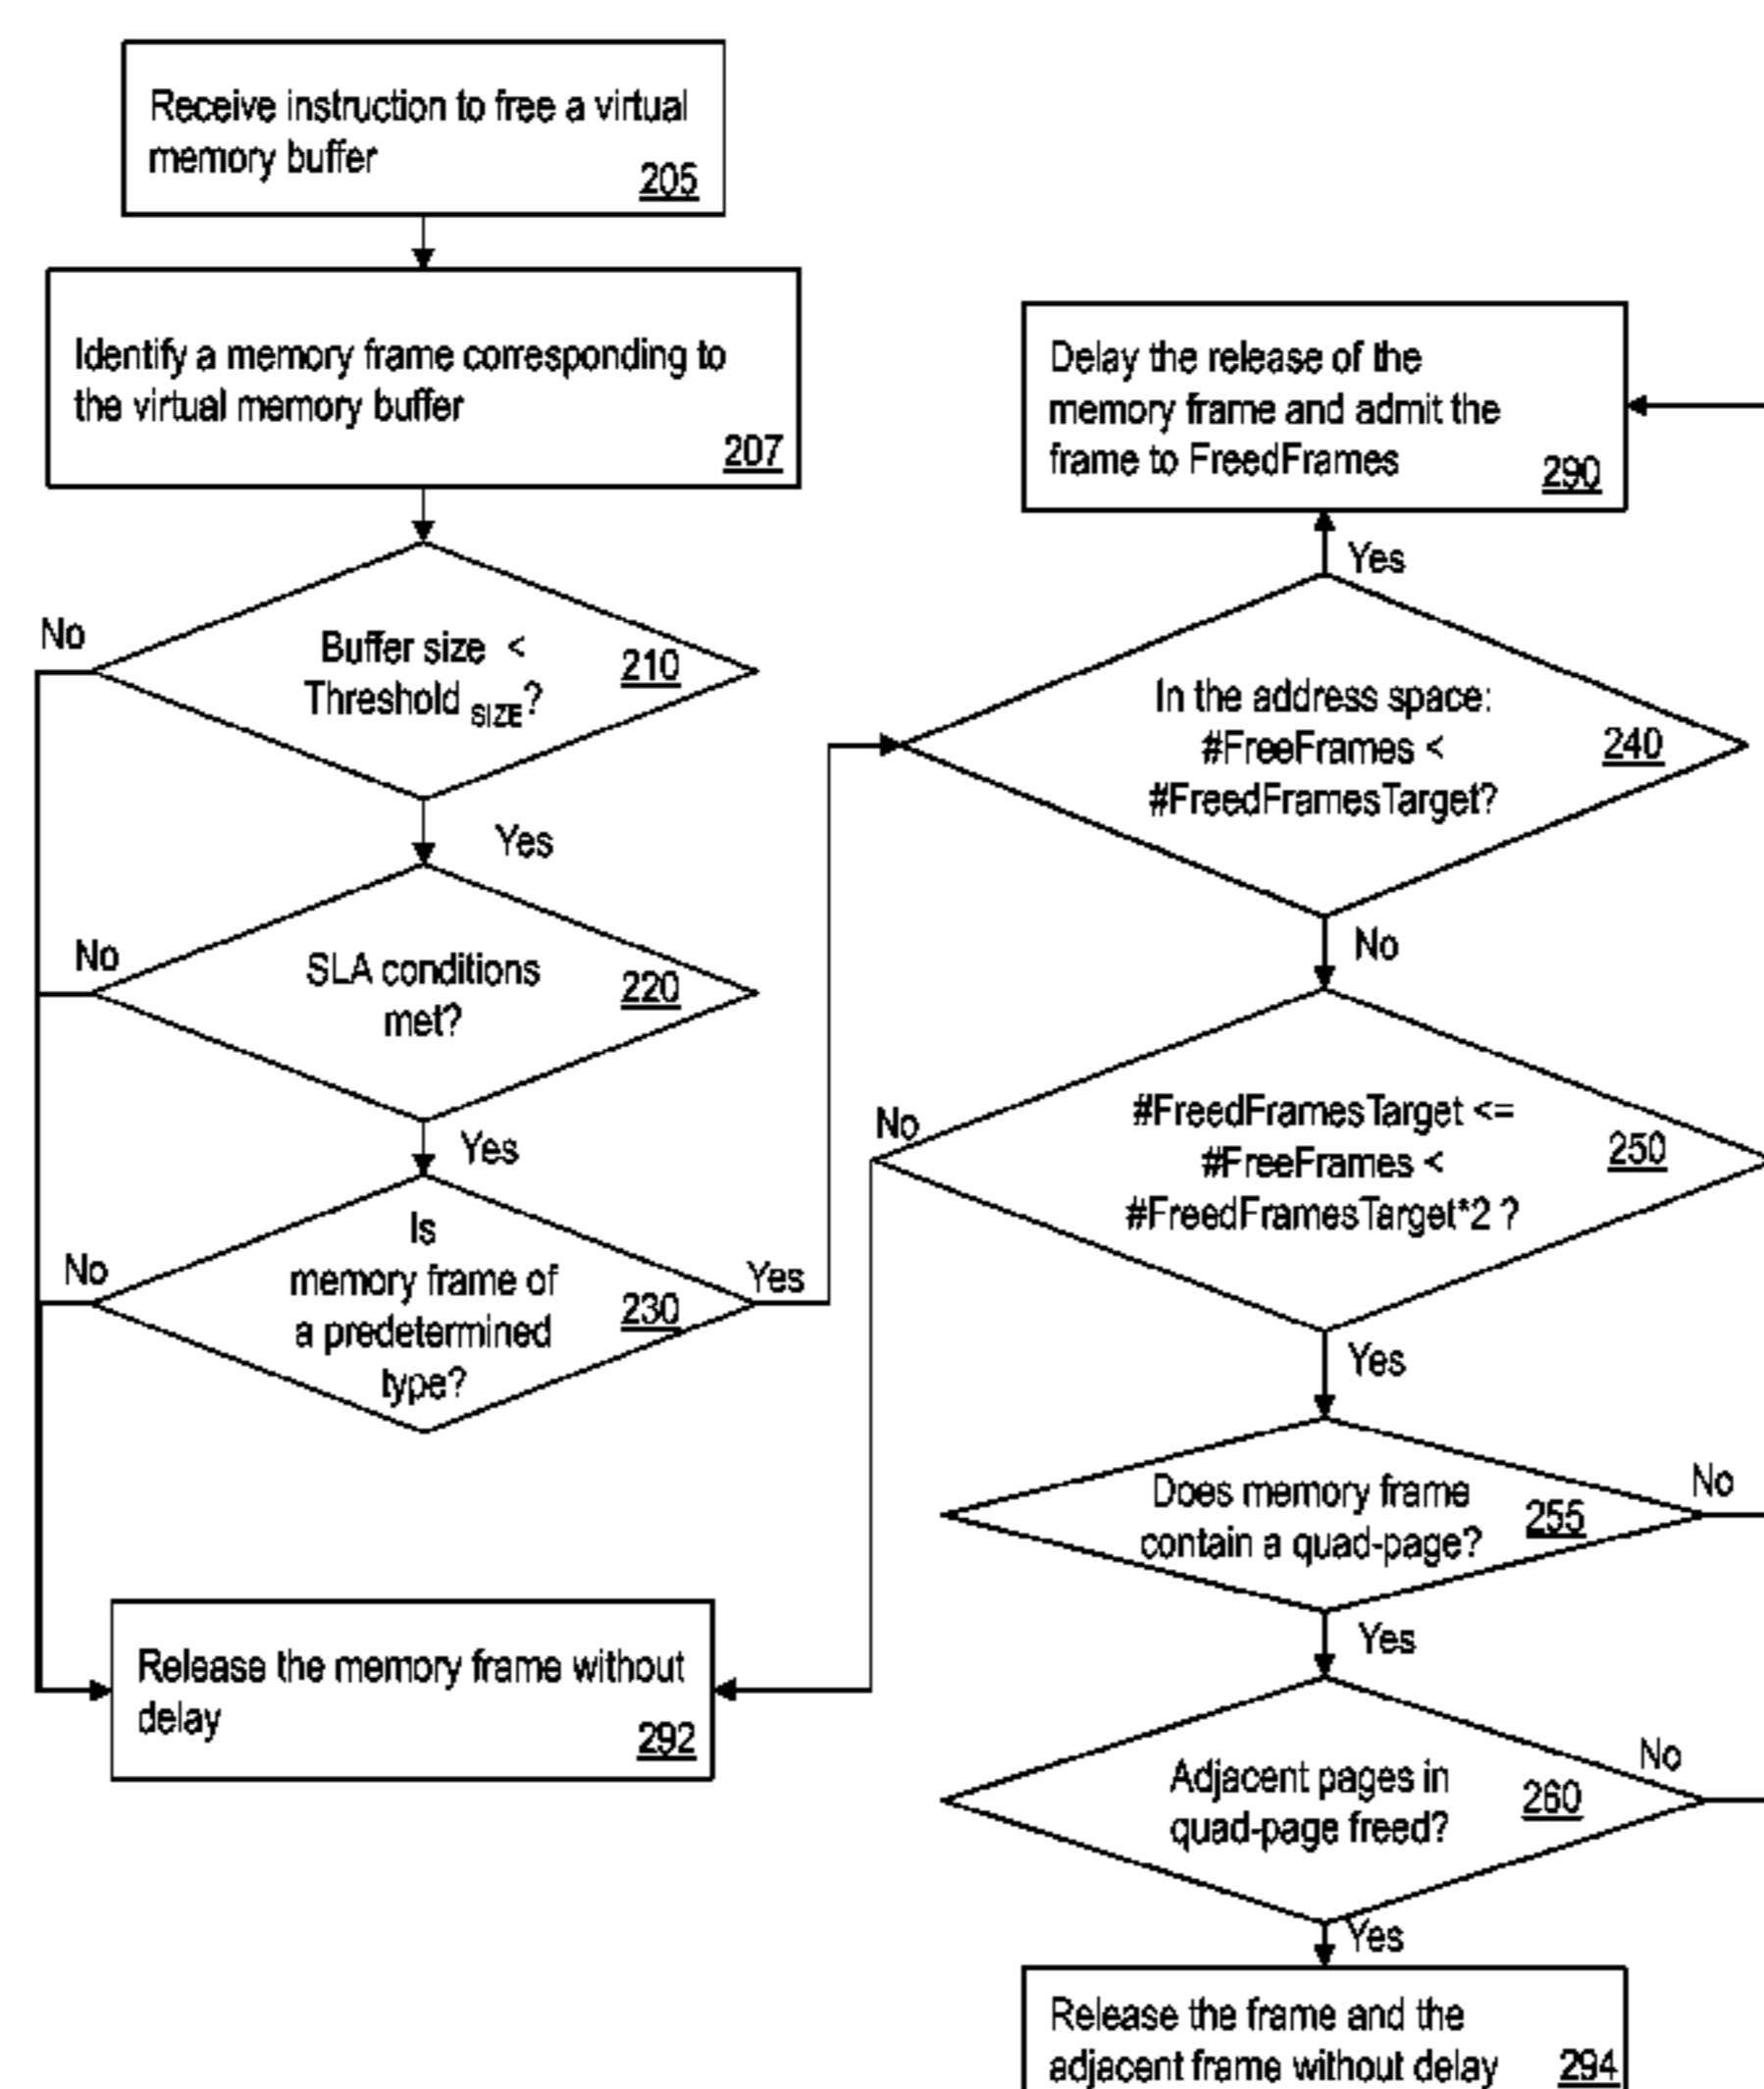 Receive instruction to free a virtual
memory buffer
205
Identify a memory frame corresponding to
the virtual memory buffer
207
No
Buffer size <
Threshold SIZE?
210
Yes
No
SLA conditions
met?
220
Yes
No
Is
memory frame of
a predetermined
type?
230
Yes
Release the memory frame without
delay
292
Delay the release of the
memory frame and admit the
frame to FreedFrames
290
Yes
In the address space:
#FreeFrames <
#FreedFramesTarget?
240
No
No
#FreedFramesTarget <=
#FreeFrames <
#FreedFramesTarget*2 ?
250
Yes
Does memory frame
contain a quad-page?
255
No
Yes
Adjacent pages in
quad-page freed?
260
No
Yes
Release the frame and the
adjacent frame without delay
294